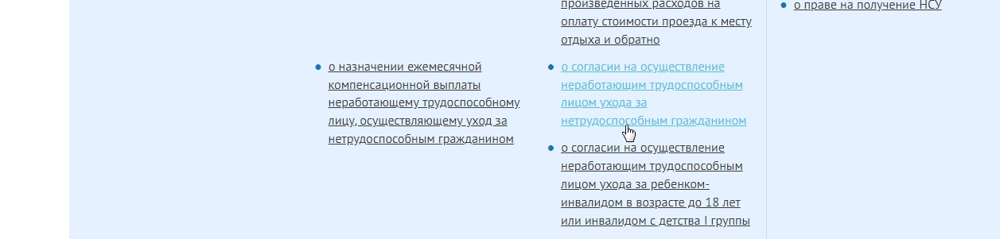 о назначении ежемесячной
компенсационной выплаты
неработающему трудоспособному
лицу, осуществляющему уход за
нетрудоспособным гражданином
произведенных расходов на
оплату стоимости проезда к месту
отдыха и обратно
о согласии на осуществление
неработающим трудоспособным
лицом ухода за
нетрудоспособным гражданином
о согласии на осуществление
неработающим трудоспособным
лицом ухода за ребенком-
инвалидом в возрасте до 18 лет
или инвалидом с детства I группы
о праве на получение НСУ